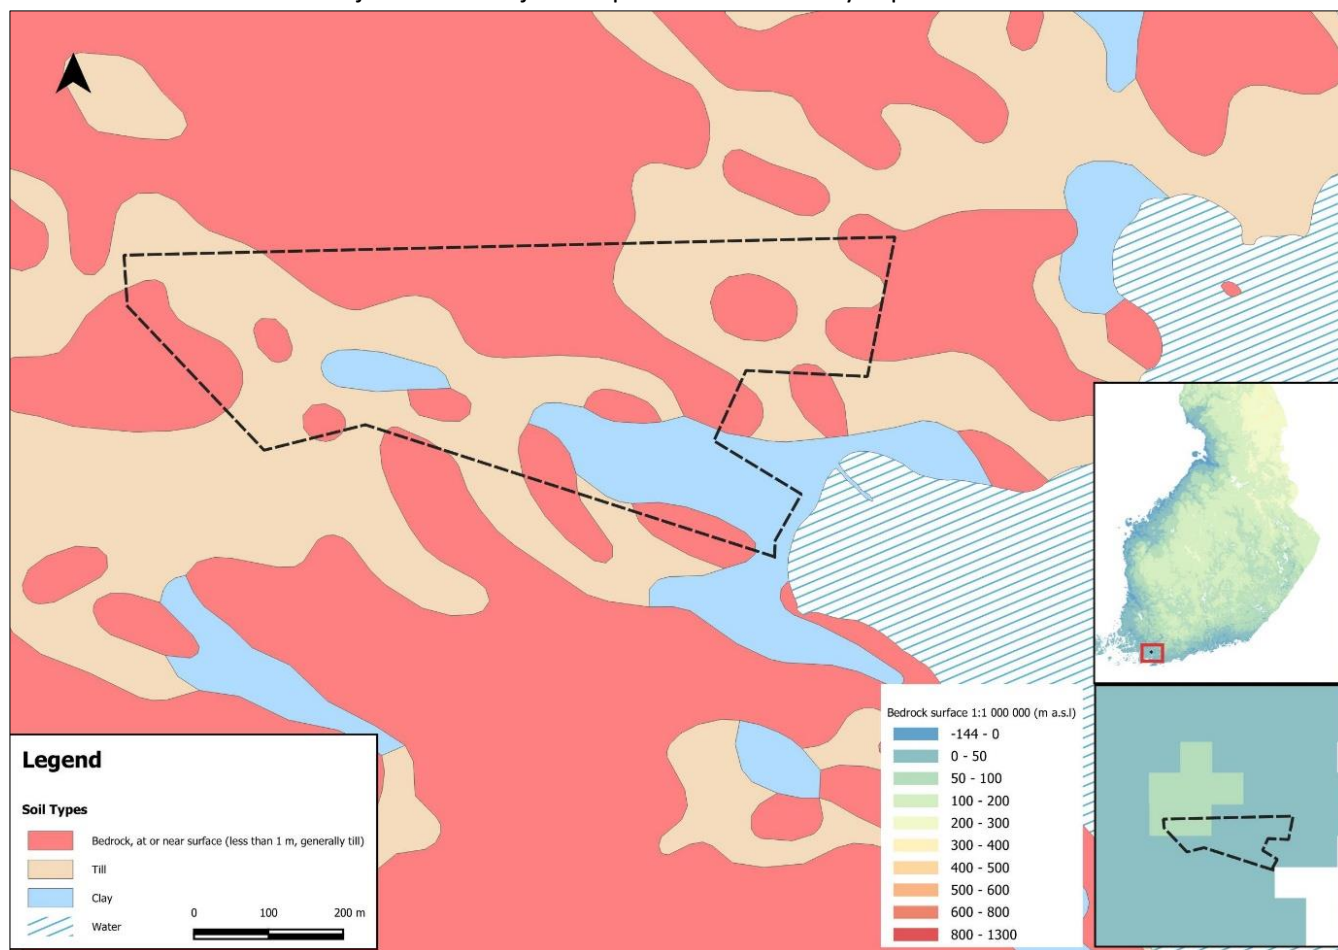 Bedrock surface 1:1 000 000 (m a.s.l)
-144 - 0
0 - 50
50 - 100
100 - 200
200 - 300
300 - 400
400 - 500
500 - 600
600 - 800
800 - 1300
Legend
Soil Types
Bedrock, at or near surface (less than 1 m, generally till)
Till
Clay
Water
0 100 200 m